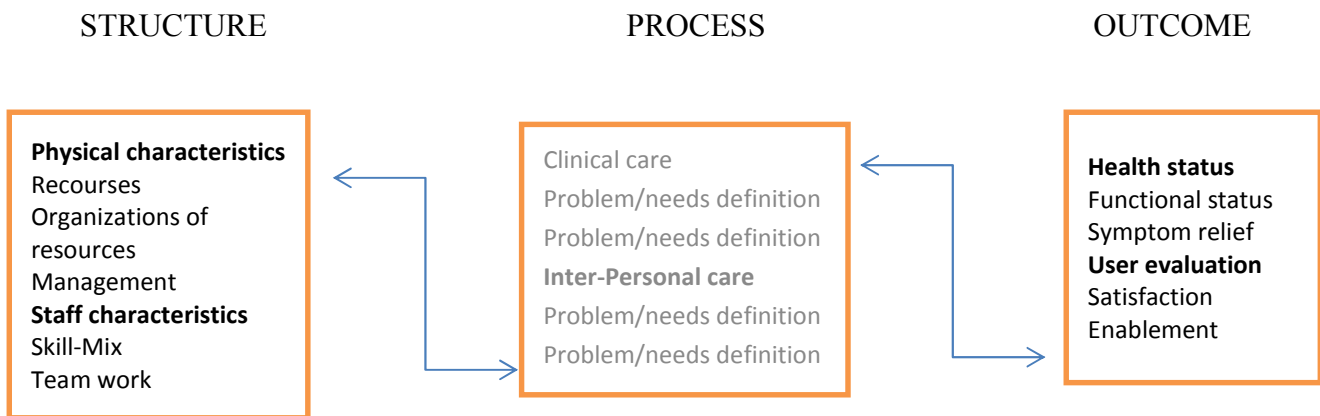 STRUCTURE
PROCESS
OUTCOME
Physical characteristics
Recourses
Organizations of
resources
Management
Staff characteristics
Skill-Mix
Team work
Clinical care
Problem/needs definition
Problem/needs definition
Inter-Personal care
Problem/needs definition
Problem/needs definition
Health status
Functional status
Symptom relief
User evaluation
Satisfaction
Enablement